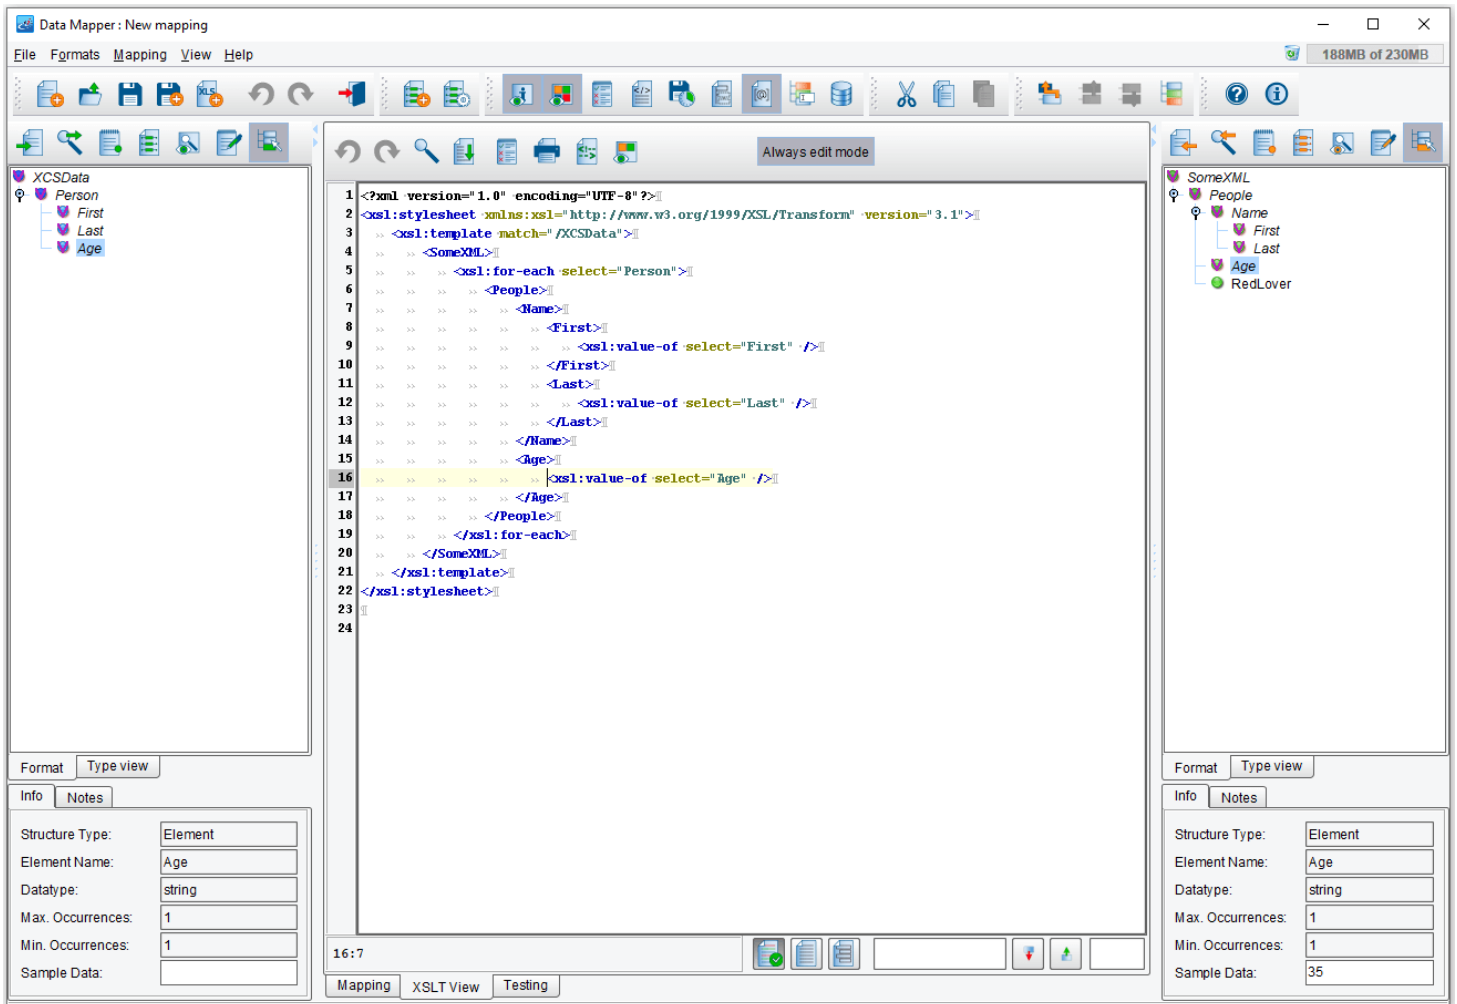 Data Mapper : New mapping
File Formats Mapping View Help
188MB of 230MB
Always edit mode
XCSData
Person
First
Last
Age
1 <?xml version="1.0" encoding="UTF-8"?>
2 <xsl:stylesheet xmlns:xsl="http://www.w3.org/1999/XSL/Transform" version="3.1">
3 <xsl:template match="/XCSData">
4 <SomeXML>
5 <xsl:for-each select="Person">
6 <People>
7 <Name>
8 <First>
9 <xsl:value-of select="First" />
10 </First>
11 <Last>
12 <xsl:value-of select="Last" />
13 </Last>
14 </Name>
15 <Age>
16 <xsl:value-of select="Age" />
17 </Age>
18 </People>
19 </xsl:for-each>
20 </SomeXML>
21 </xsl:template>
22 </xsl:stylesheet>
23
24
SomeXML
People
Name
First
Last
Age
RedLover
Format Type view
Info Notes
Structure Type: Element
Element Name: Age
Datatype: string
Max. Occurrences: 1
Min. Occurrences: 1
Sample Data:
16:7
Mapping XSLT View Testing
Format Type view
Info Notes
Structure Type: Element
Element Name: Age
Datatype: string
Max. Occurrences: 1
Min. Occurrences: 1
Sample Data: 35